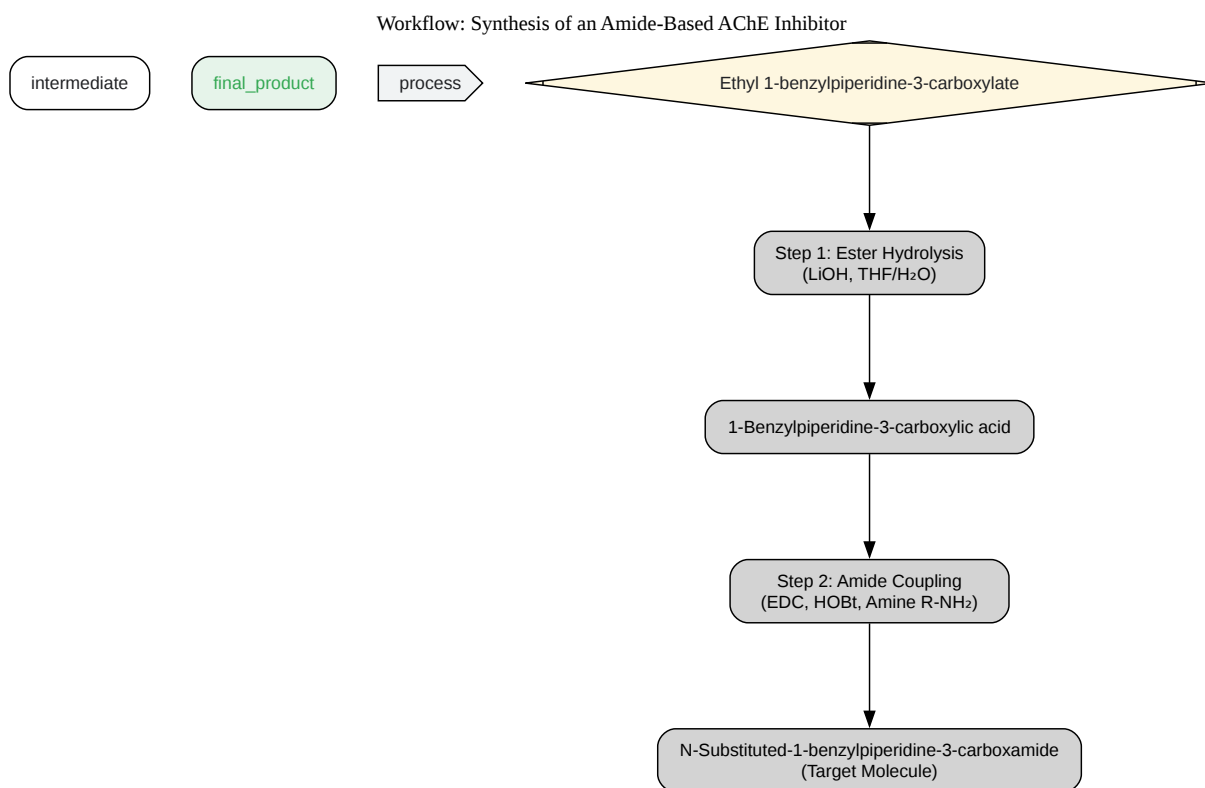 Workflow: Synthesis of an Amide-Based AChE Inhibitor
intermediate
final_product
process
Ethyl 1-benzylpiperidine-3-carboxylate
Step 1: Ester Hydrolysis
(LiOH, THF/H₂O)
1-Benzylpiperidine-3-carboxylic acid
Step 2: Amide Coupling
(EDC, HOBt, Amine R-NH₂)
N-Substituted-1-benzylpiperidine-3-carboxamide
(Target Molecule)